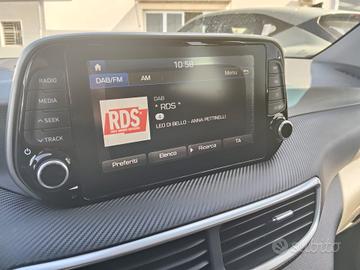 10:58
DAB/FM
AM
Menu
RADIO
MEDIA
∧ SEEK
∨ TRACK
DAB
* RDS *
RDS
LEO DI BELLO - ANNA PETTINELLI
Preferiti
Elenco
Ricerca
TA
subito